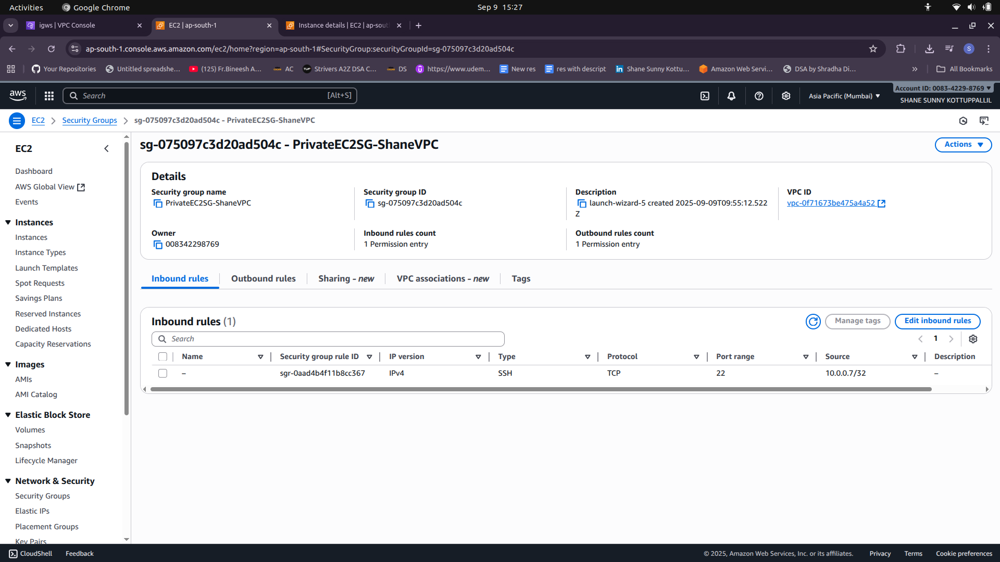 Activities Google Chrome Sep 9 15:27
igws | VPC Console EC2 | ap-south-1 Instance details | EC2 | ap-sout
ap-south-1.console.aws.amazon.com/ec2/home?region=ap-south-1#SecurityGroup:securityGroupId=sg-075097c3d20ad504c S
Your Repositories Untitled spreadshe... (125) Fr.Bineesh A... AC Strivers A2Z DSA C... DS https://www.udem... New res res with descript Shane Sunny Kottu... Amazon Web Servi... DSA by Shradha Di... » All Bookmarks
aws Search [Alt+S] Asia Pacific (Mumbai) Account ID: 0083-4229-8769
SHANE SUNNY KOTTUPPALLIL
EC2 Security Groups sg-075097c3d20ad504c - PrivateEC2SG-ShaneVPC
EC2
Dashboard
AWS Global View
Events
Instances
Instances
Instance Types
Launch Templates
Spot Requests
Savings Plans
Reserved Instances
Dedicated Hosts
Capacity Reservations
Images
AMIs
AMI Catalog
Elastic Block Store
Volumes
Snapshots
Lifecycle Manager
Network & Security
Security Groups
Elastic IPs
Placement Groups
Key Pairs
sg-075097c3d20ad504c - PrivateEC2SG-ShaneVPC Actions
Details
Security group name Security group ID Description VPC ID
PrivateEC2SG-ShaneVPC sg-075097c3d20ad504c launch-wizard-5 created 2025-09-09T09:55:12.522 vpc-0f71673be475a4a52
Z
Owner Inbound rules count Outbound rules count
008342298769 1 Permission entry 1 Permission entry
Inbound rules Outbound rules Sharing - new VPC associations - new Tags
Inbound rules (1) Manage tags Edit inbound rules
Search 1
Name Security group rule ID IP version Type Protocol Port range Source Description
– sgr-0aad4b4f11b8cc367 IPv4 SSH TCP 22 10.0.0.7/32 –
CloudShell Feedback © 2025, Amazon Web Services, Inc. or its affiliates. Privacy Terms Cookie preferences